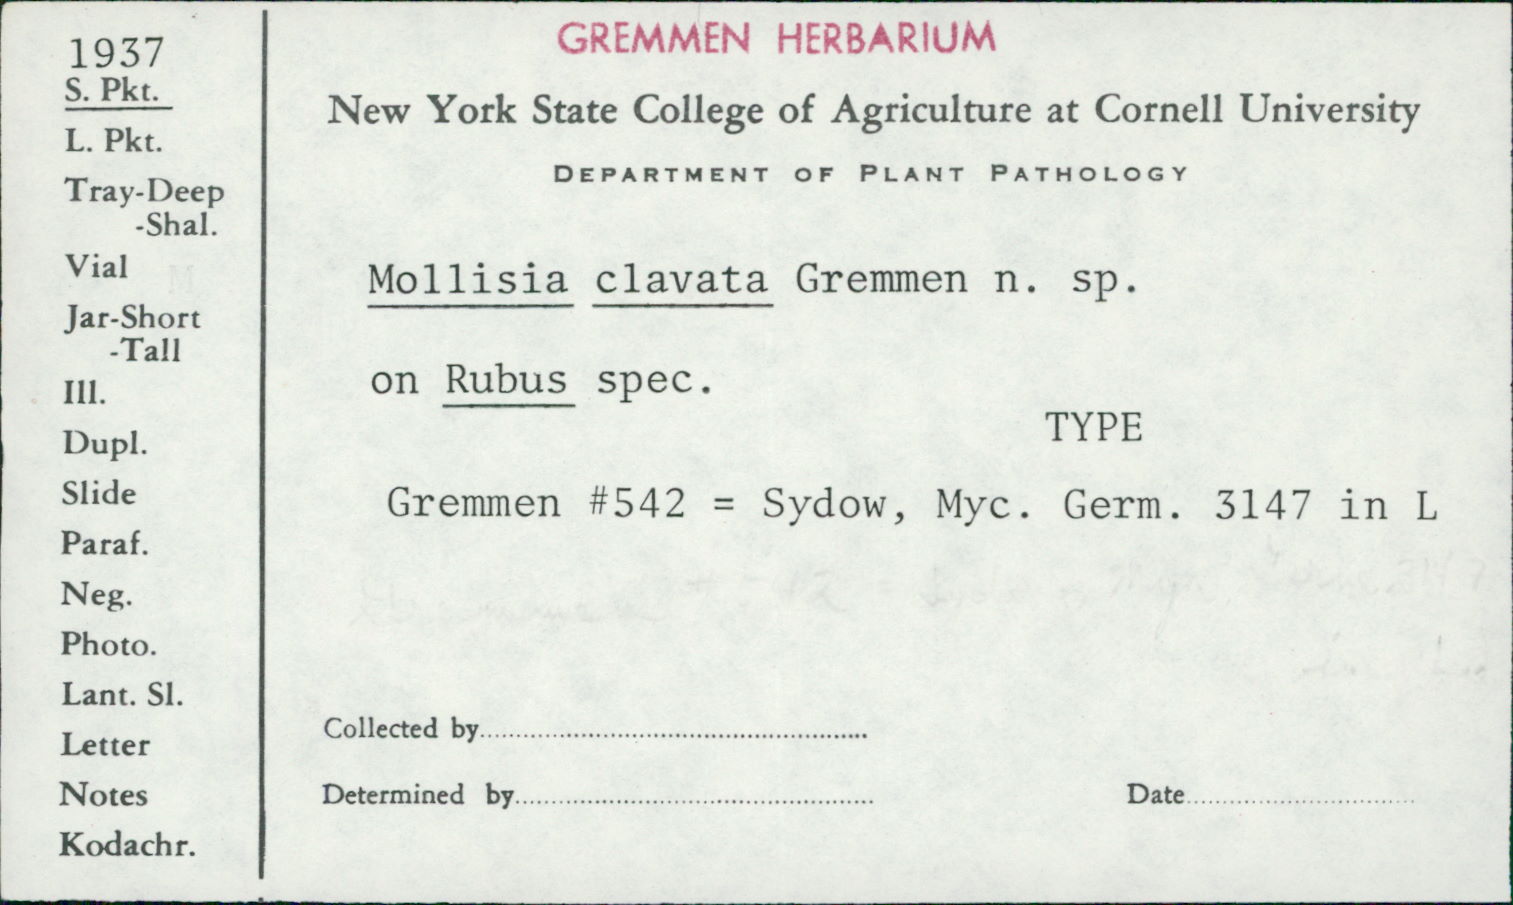 1937
S. Pkt.
L. Pkt.
Tray-Deep
-Shal.
Vial
Jar-Short
-Tall
Ill.
Dupl.
Slide
Paraf.
Neg.
Photo.
Lant. Sl.
Letter
Notes
Kodachr.
GREMMEN HERBARIUM
New York State College of Agriculture at Cornell University
DEPARTMENT OF PLANT PATHOLOGY
Mollisia clavata Gremmen n. sp.
on Rubus spec.
TYPE
Gremmen #542 = Sydow, Myc. Germ. 3147 in L
Collected by
Determined by
Date